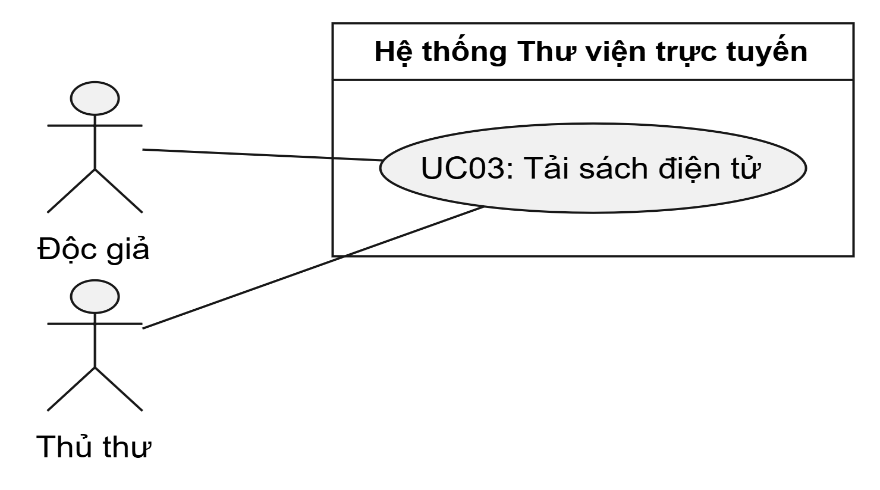 Hệ thống Thư viện trực tuyến
UC03: Tải sách điện tử
Độc giả
Thủ thư